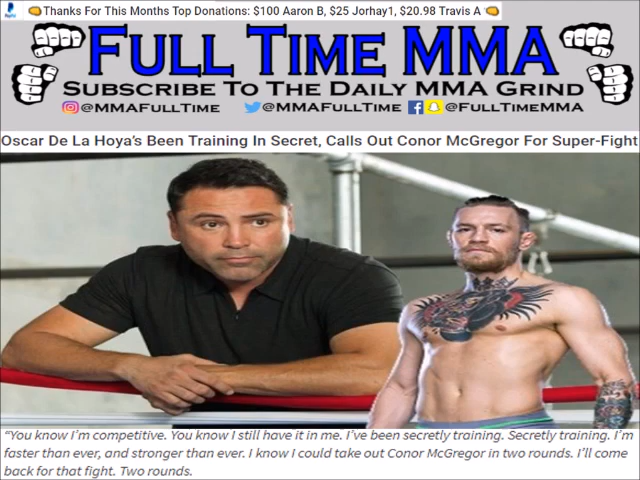 Thanks For This Months Top Donations: $100 Aaron B, $25 Jorhay1, $20.98 Travis A
FULL TIME MMA
SUBSCRIBE TO THE DAILY MMA GRIND
@MMAFULLTIME @MMAFULLTIME @FULLTIMEMMA
Oscar De La Hoya's Been Training In Secret, Calls Out Conor McGregor For Super-Fight
"You know I'm competitive. You know I still have it in me. I've been secretly training. Secretly training. I'm
faster than ever, and stronger than ever. I know I could take out Conor McGregor in two rounds. I'll come
back for that fight. Two rounds.